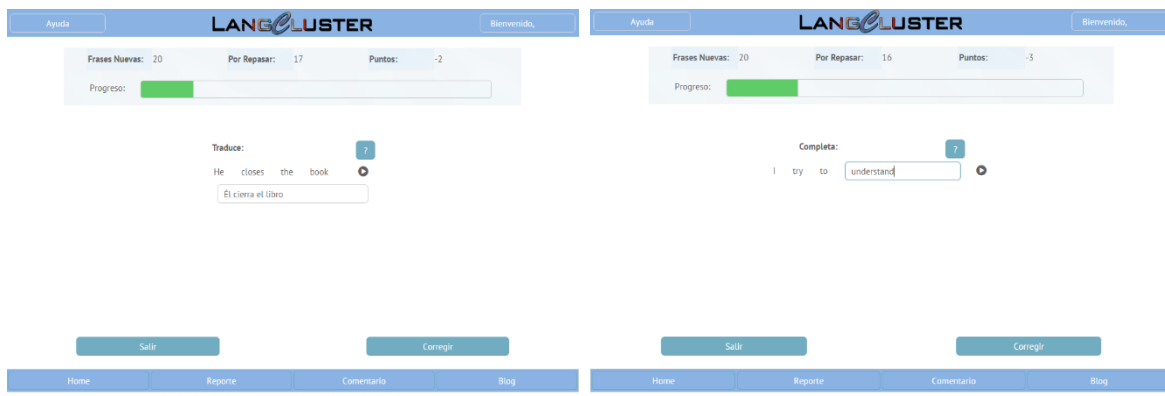 Ayuda LANGCLUSTER Bienvenido,
Frases Nuevas: 20 Por Repasar: 17 Puntos: -2
Progreso:
Traduce: ?
He closes the book
Él cierra el libro
Salir Corregir
Home Reporte Comentario Blog
Ayuda LANGCLUSTER Bienvenido,
Frases Nuevas: 20 Por Repasar: 16 Puntos: -3
Progreso:
Completa: ?
I try to understand
Salir Corregir
Home Reporte Comentario Blog